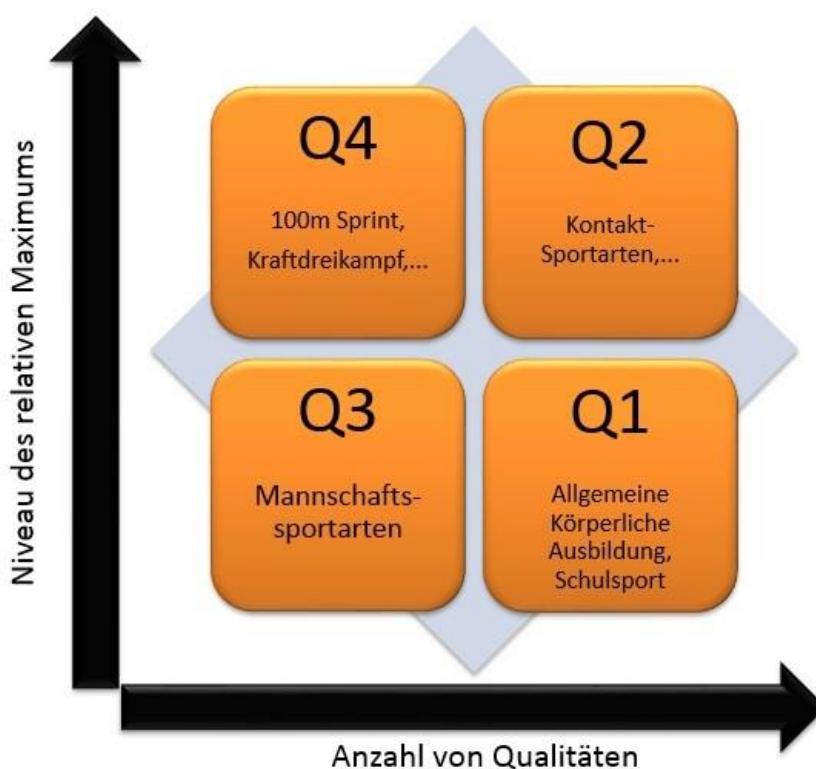 Niveau des relativen Maximums
Q4
100m Sprint,
Kraftdreikampf,...
Q2
Kontakt-
Sportarten,...
Q3
Mannschafts-
sportarten
Q1
Allgemeine
Körperliche
Ausbildung,
Schulsport
Anzahl von Qualitäten